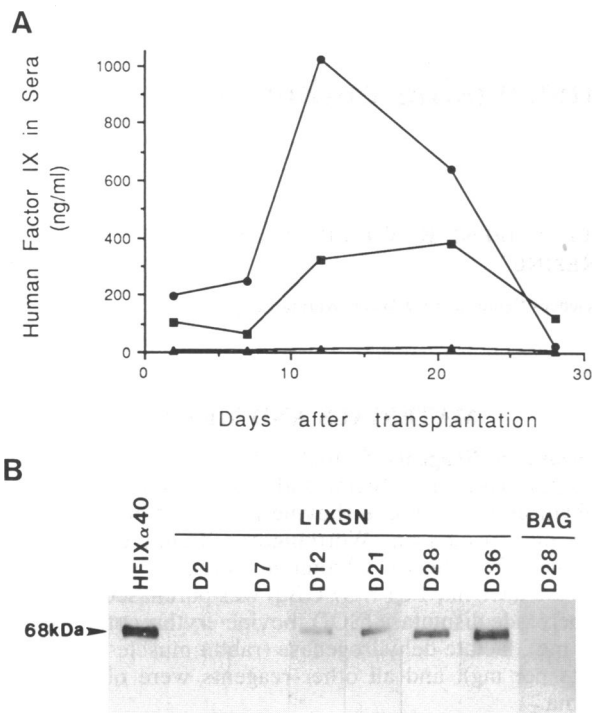 A
Human Factor IX in Sera
(ng/ml)
1000
800
600
400
200
0
0
10
20
30
Days after transplantation
B
HFIXα40
LIXSN
BAG
D2
D7
D12
D21
D28
D36
D28
68kDa